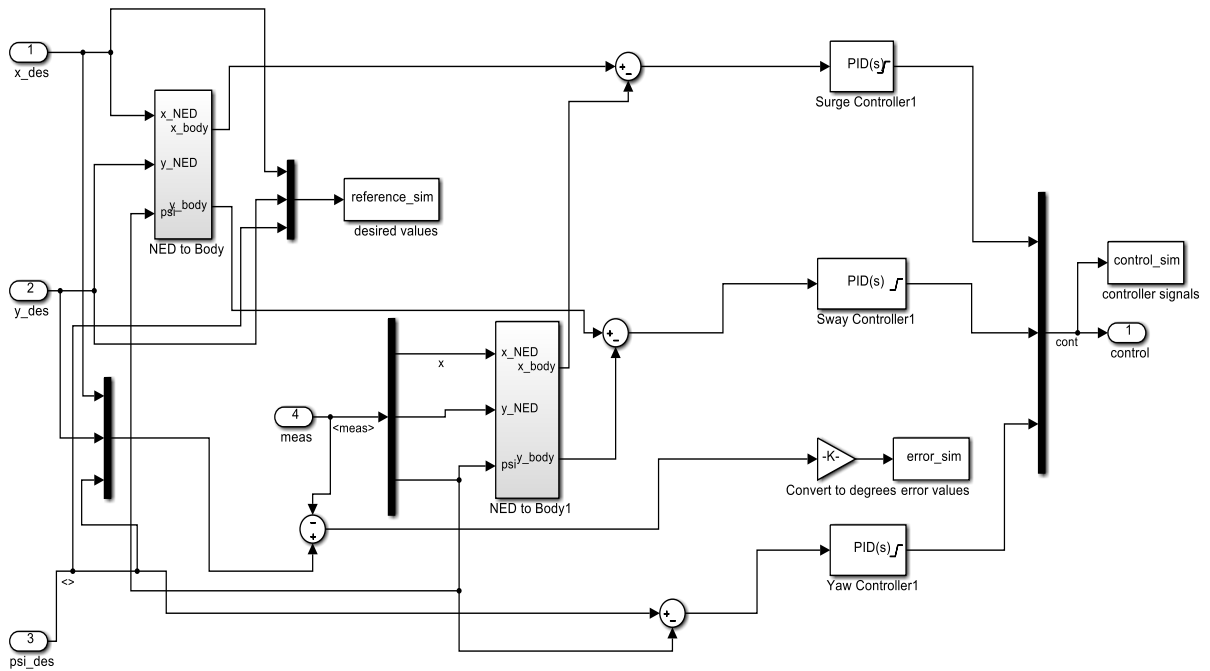 1
x_des
x_NED
x_body
y_NED
y_body
psi
NED to Body
reference_sim
desired values
+
-
PID(s)
Surge Controller1
2
y_des
+
-
PID(s)
Sway Controller1
control_sim
controller signals
cont
1
control
4
meas
<meas>
x
x_NED
x_body
y_NED
y_body
psi
NED to Body1
-K-
Convert to degrees
error_sim
error values
-
+
<>
PID(s)
Yaw Controller1
3
psi_des
+
-